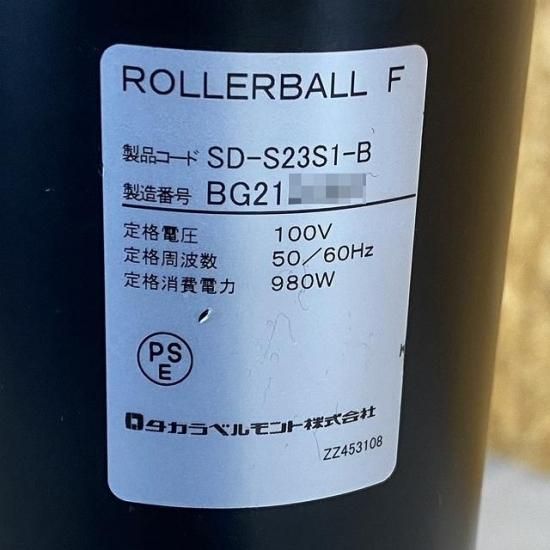 ROLLERBALL F
製品コード SD-S23S1-B
製造番号 BG21
定格電圧 100V
定格周波数 50/60Hz
定格消費電力 980W
PS
E
タカラベルモント株式会社
ZZ453108